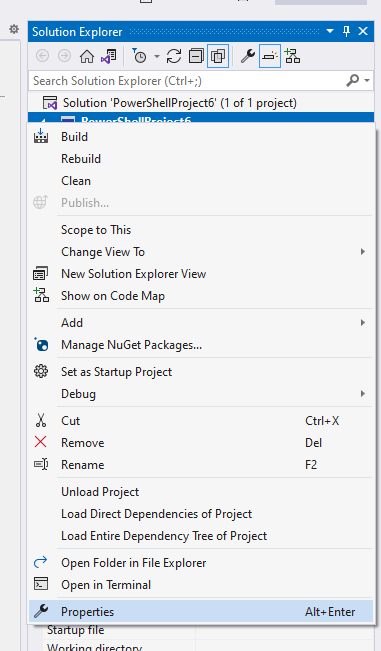 Solution Explorer
Search Solution Explorer (Ctrl+;)
Solution 'PowerShellProject6' (1 of 1 project)
PowerShellProject6
Build
Rebuild
Clean
Publish...
Scope to This
Change View To
New Solution Explorer View
Show on Code Map
Add
Manage NuGet Packages...
Set as Startup Project
Debug
Cut Ctrl+X
Remove Del
Rename F2
Unload Project
Load Direct Dependencies of Project
Load Entire Dependency Tree of Project
Open Folder in File Explorer
Open in Terminal
Properties Alt+Enter
Startup file
Working directory